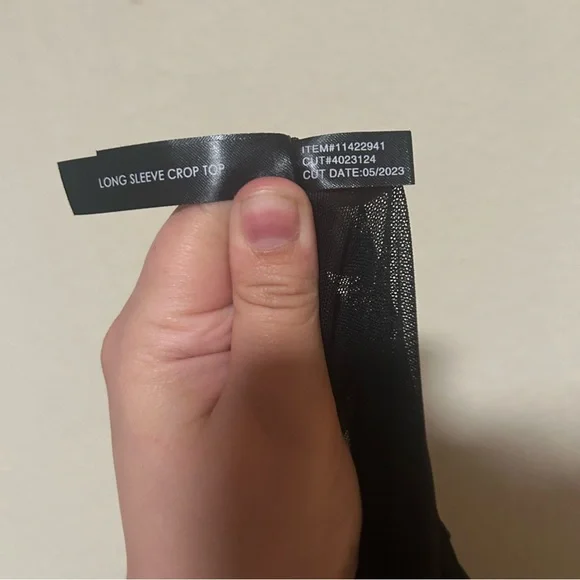 LONG SLEEVE CROP TOP
ITEM#11422941
CUT#4023124
CUT DATE:05/2023